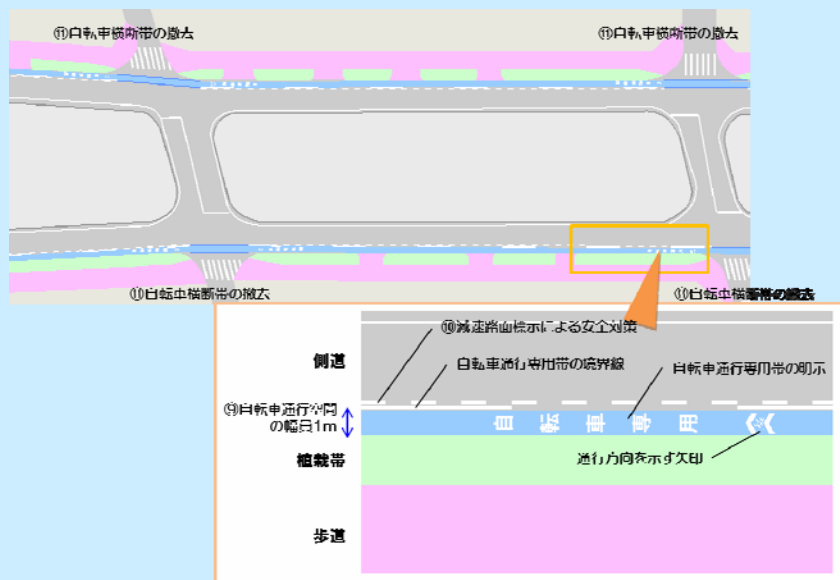 ⑪自転車横断帯の撤去
⑪自転車横断帯の撤去
⑪自転車横断帯の撤去
⑪自転車横断帯の撤去
⑩減速路面標示による安全対策
側道
自転車通行専用帯の境界線
自転車通行専用帯の明示
⑨自転車通行空間
の幅員1m
自転車専用
植栽帯
通行方向を示す矢印
歩道